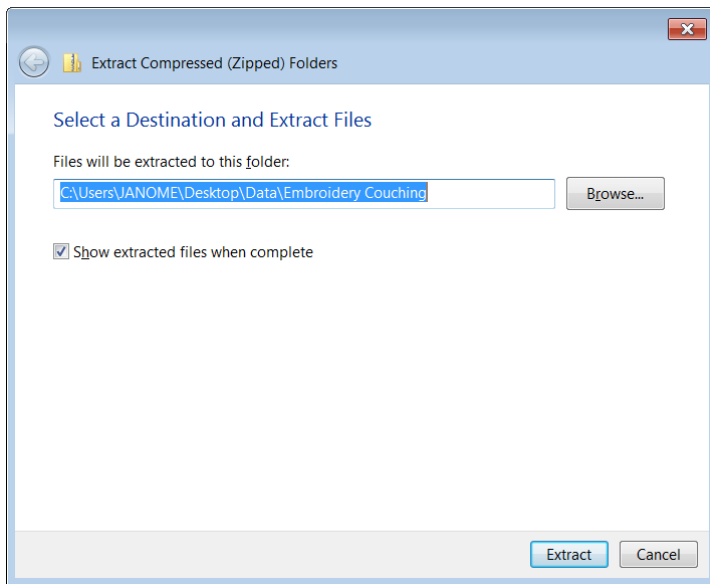 Extract Compressed (Zipped) Folders
Select a Destination and Extract Files
Files will be extracted to this folder:
C:\Users\JANOME\Desktop\Data\Embroidery Couching
Browse...
Show extracted files when complete
Extract
Cancel